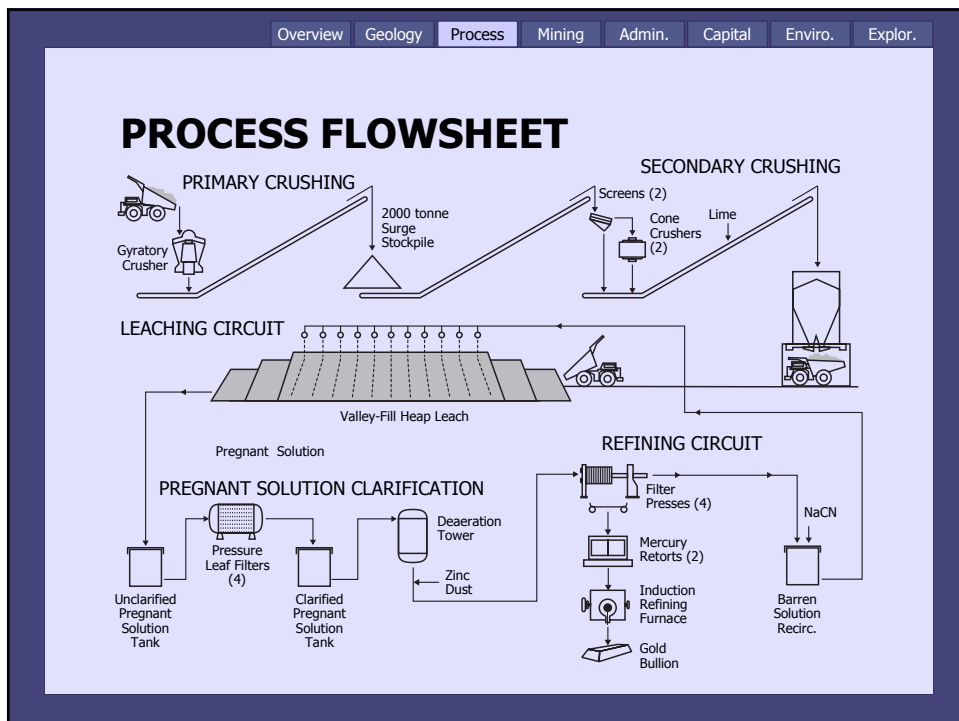 Overview Geology Process Mining Admin. Capital Enviro. Explor.
PROCESS FLOWSHEET
PRIMARY CRUSHING
SECONDARY CRUSHING
Gyratory
Crusher
2000 tonne
Surge
Stockpile
Screens (2)
Cone
Crushers
(2)
Lime
LEACHING CIRCUIT
Valley-Fill Heap Leach
Pregnant Solution
PREGNANT SOLUTION CLARIFICATION
REFINING CIRCUIT
Unclarified
Pregnant
Solution
Tank
Pressure
Leaf Filters
(4)
Clarified
Pregnant
Solution
Tank
Deaeration
Tower
Zinc
Dust
Filter
Presses (4)
Mercury
Retorts (2)
Induction
Refining
Furnace
Gold
Bullion
NaCN
Barren
Solution
Recirc.